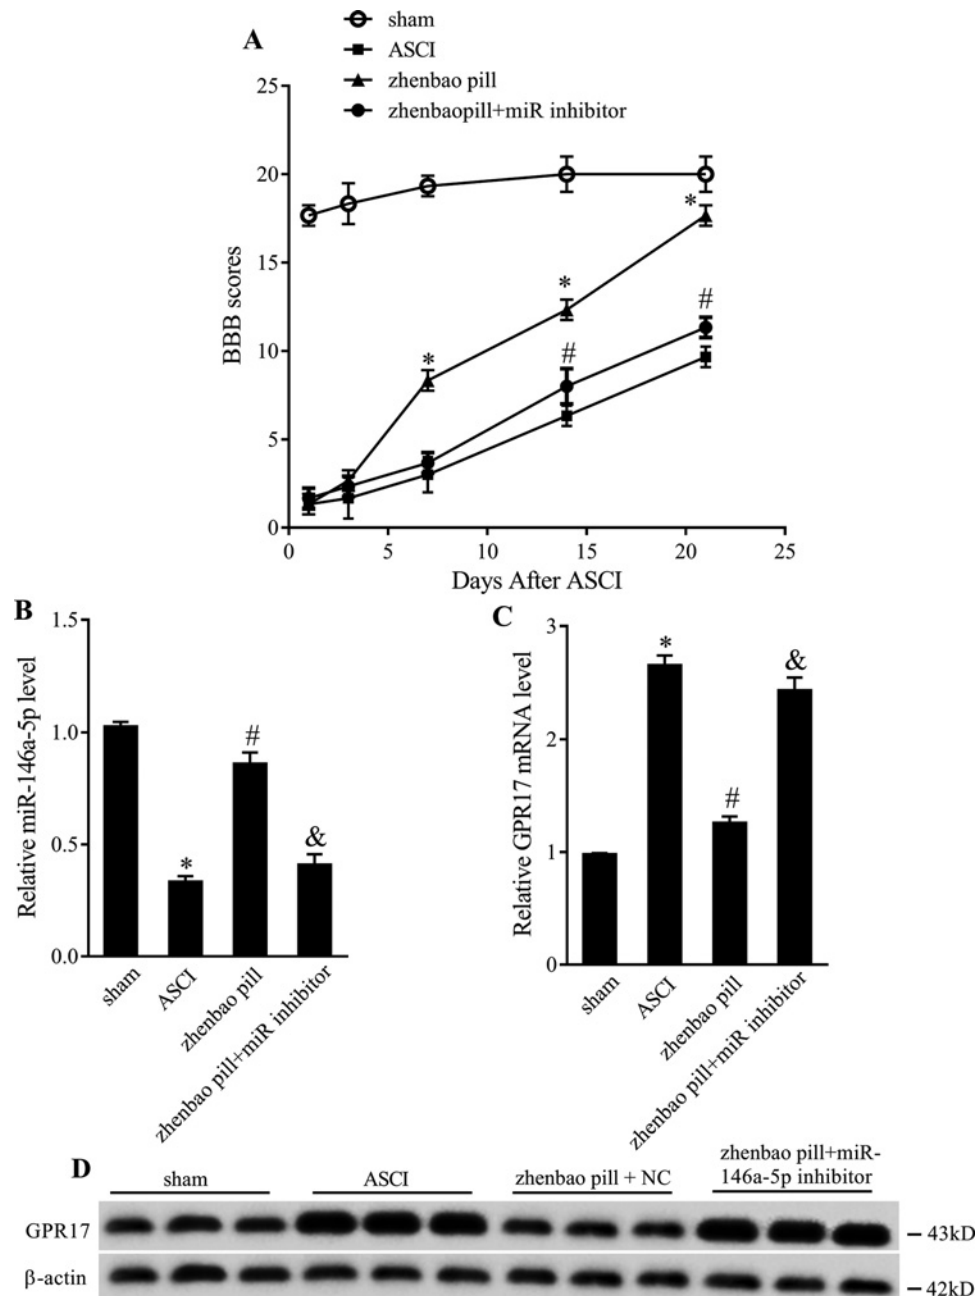 A
sham
ASCI
zhenbao pill
zhenbaopill+miR inhibitor
25
20
15
10
5
0
BBB scores
*
*
*
#
#
0 5 10 15 20 25
Days After ASCI
B
1.5
1.0
0.5
0.0
Relative miR-146a-5p level
*
#
&
sham
ASCI
zhenbao pill
zhenbao pill+miR inhibitor
C
3
2
1
0
Relative GPR17 mRNA level
*
#
&
sham
ASCI
zhenbao pill
zhenbao pill+miR inhibitor
D
sham
ASCI
zhenbao pill + NC
zhenbao pill+miR-
146a-5p inhibitor
GPR17
43kD
β-actin
42kD